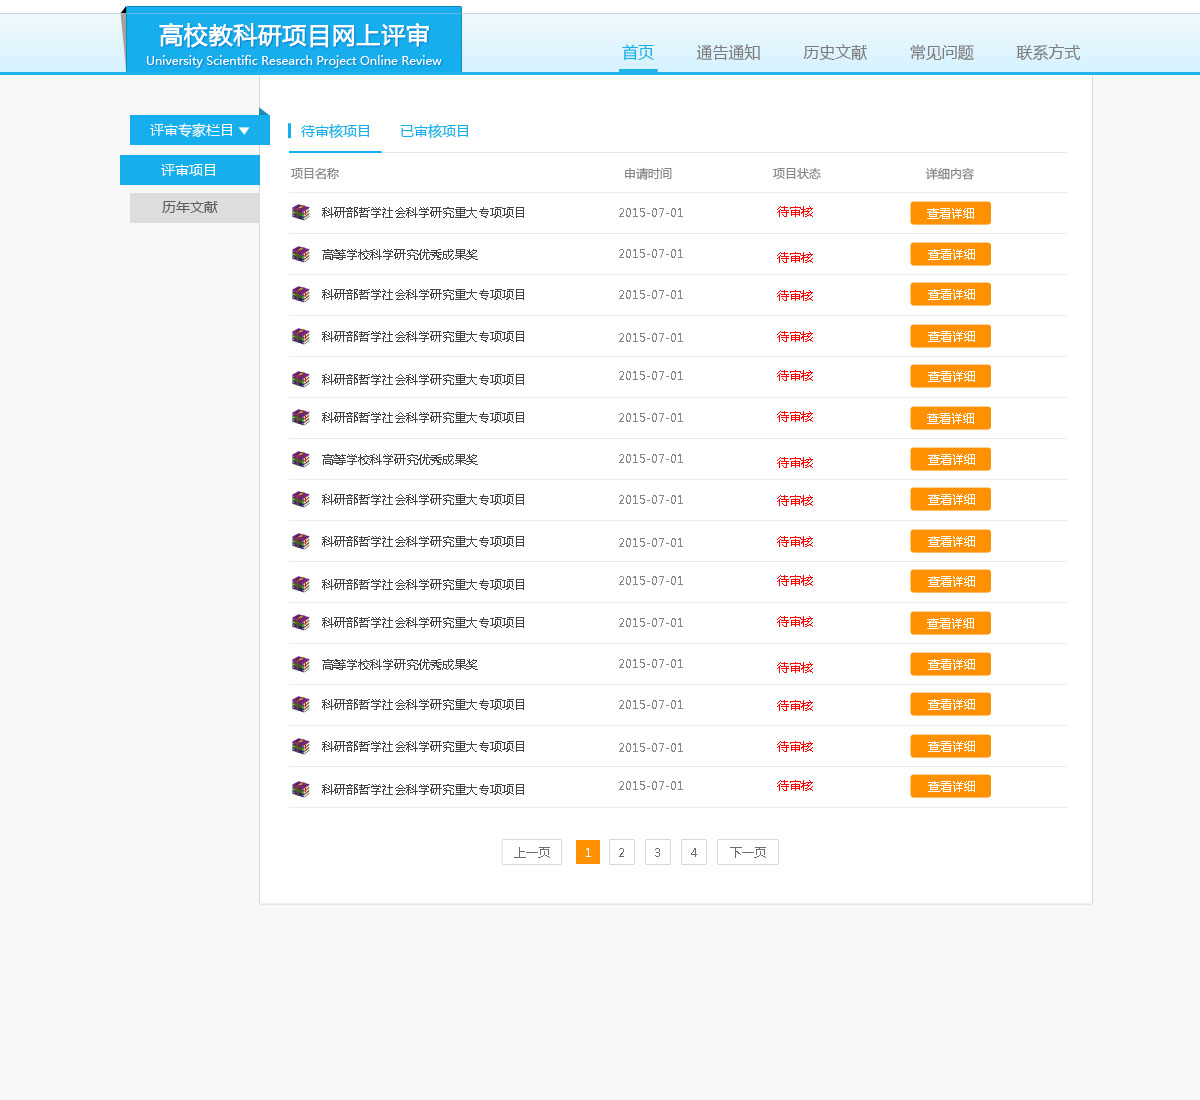 高校教科研项目网上评审
University Scientific Research Project Online Review
首页 通告通知 历史文献 常见问题 联系方式
评审专家栏目
评审项目
历年文献
待审核项目 已审核项目
项目名称 申请时间 项目状态 详细内容
科研部哲学社会科学研究重大专项项目 2015-07-01 待审核 查看详细
高等学校科学研究优秀成果奖 2015-07-01 待审核 查看详细
科研部哲学社会科学研究重大专项项目 2015-07-01 待审核 查看详细
科研部哲学社会科学研究重大专项项目 2015-07-01 待审核 查看详细
科研部哲学社会科学研究重大专项项目 2015-07-01 待审核 查看详细
科研部哲学社会科学研究重大专项项目 2015-07-01 待审核 查看详细
高等学校科学研究优秀成果奖 2015-07-01 待审核 查看详细
科研部哲学社会科学研究重大专项项目 2015-07-01 待审核 查看详细
科研部哲学社会科学研究重大专项项目 2015-07-01 待审核 查看详细
科研部哲学社会科学研究重大专项项目 2015-07-01 待审核 查看详细
科研部哲学社会科学研究重大专项项目 2015-07-01 待审核 查看详细
高等学校科学研究优秀成果奖 2015-07-01 待审核 查看详细
科研部哲学社会科学研究重大专项项目 2015-07-01 待审核 查看详细
科研部哲学社会科学研究重大专项项目 2015-07-01 待审核 查看详细
科研部哲学社会科学研究重大专项项目 2015-07-01 待审核 查看详细
上一页 1 2 3 4 下一页